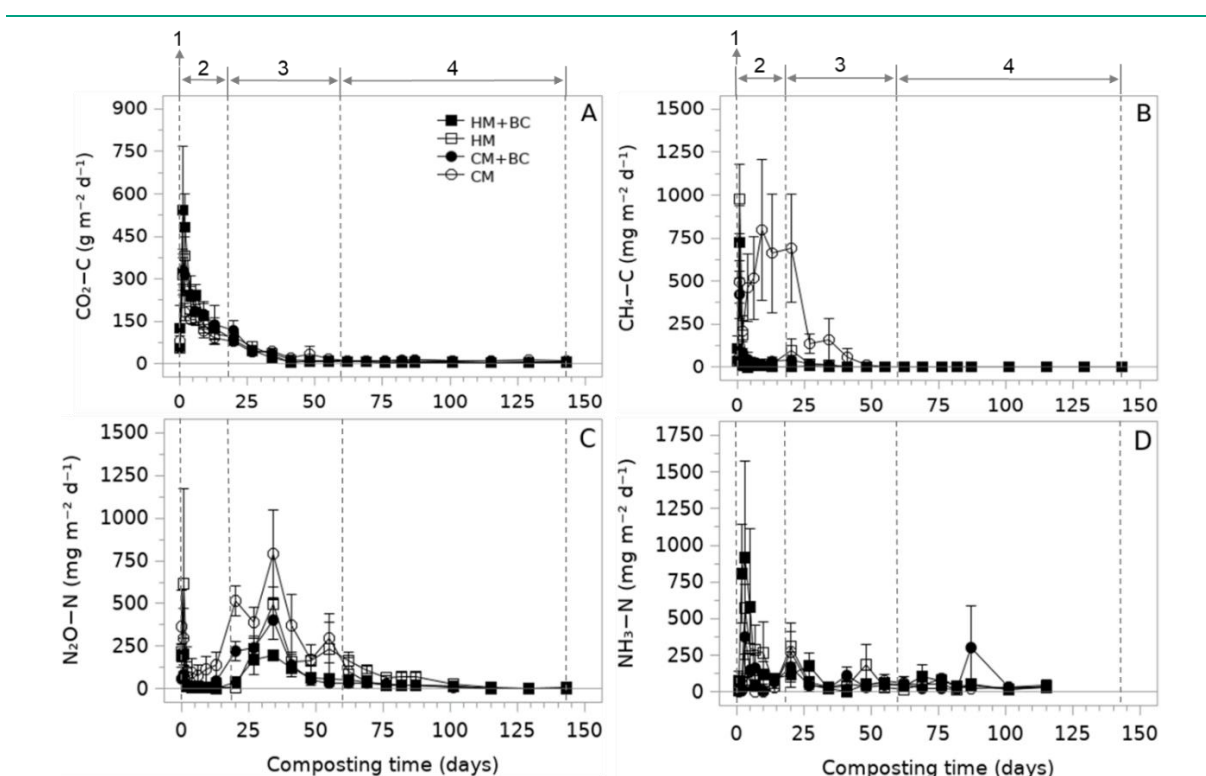 1
2 3 4
A
CO₂−C (g m⁻² d⁻¹)
900
750
600
450
300
150
0
HM+BC
HM
CM+BC
CM
0 25 50 75 100 125 150
1
2 3 4
B
CH₄−C (mg m⁻² d⁻¹)
1500
1250
1000
750
500
250
0
0 25 50 75 100 125 150
C
N₂O−N (mg m⁻² d⁻¹)
1500
1250
1000
750
500
250
0
0 25 50 75 100 125 150
Composting time (days)
D
NH₃−N (mg m⁻² d⁻¹)
1750
1500
1250
1000
750
500
250
0
0 25 50 75 100 125 150
Composting time (days)